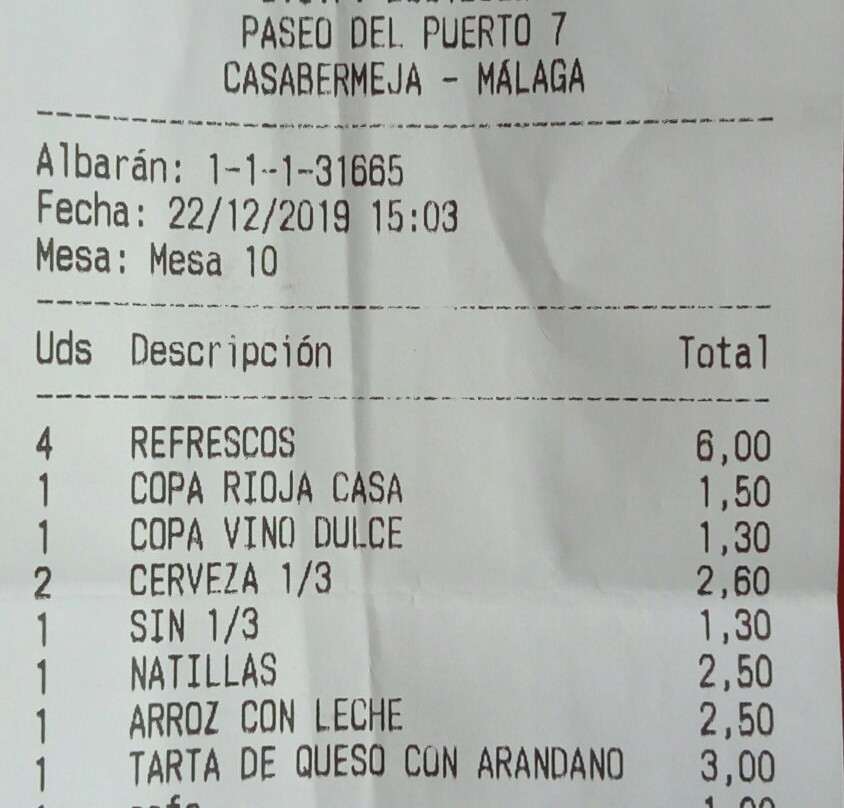 PASEO DEL PUERTO 7
CASABERMEJA - MÁLAGA
Albarán: 1-1-1-31665
Fecha: 22/12/2019 15:03
Mesa: Mesa 10
Uds Descripción Total
4 REFRESCOS 6,00
1 COPA RIOJA CASA 1,50
1 COPA VINO DULCE 1,30
2 CERVEZA 1/3 2,60
1 SIN 1/3 1,30
1 NATILLAS 2,50
1 ARROZ CON LECHE 2,50
1 TARTA DE QUESO CON ARANDANO 3,00